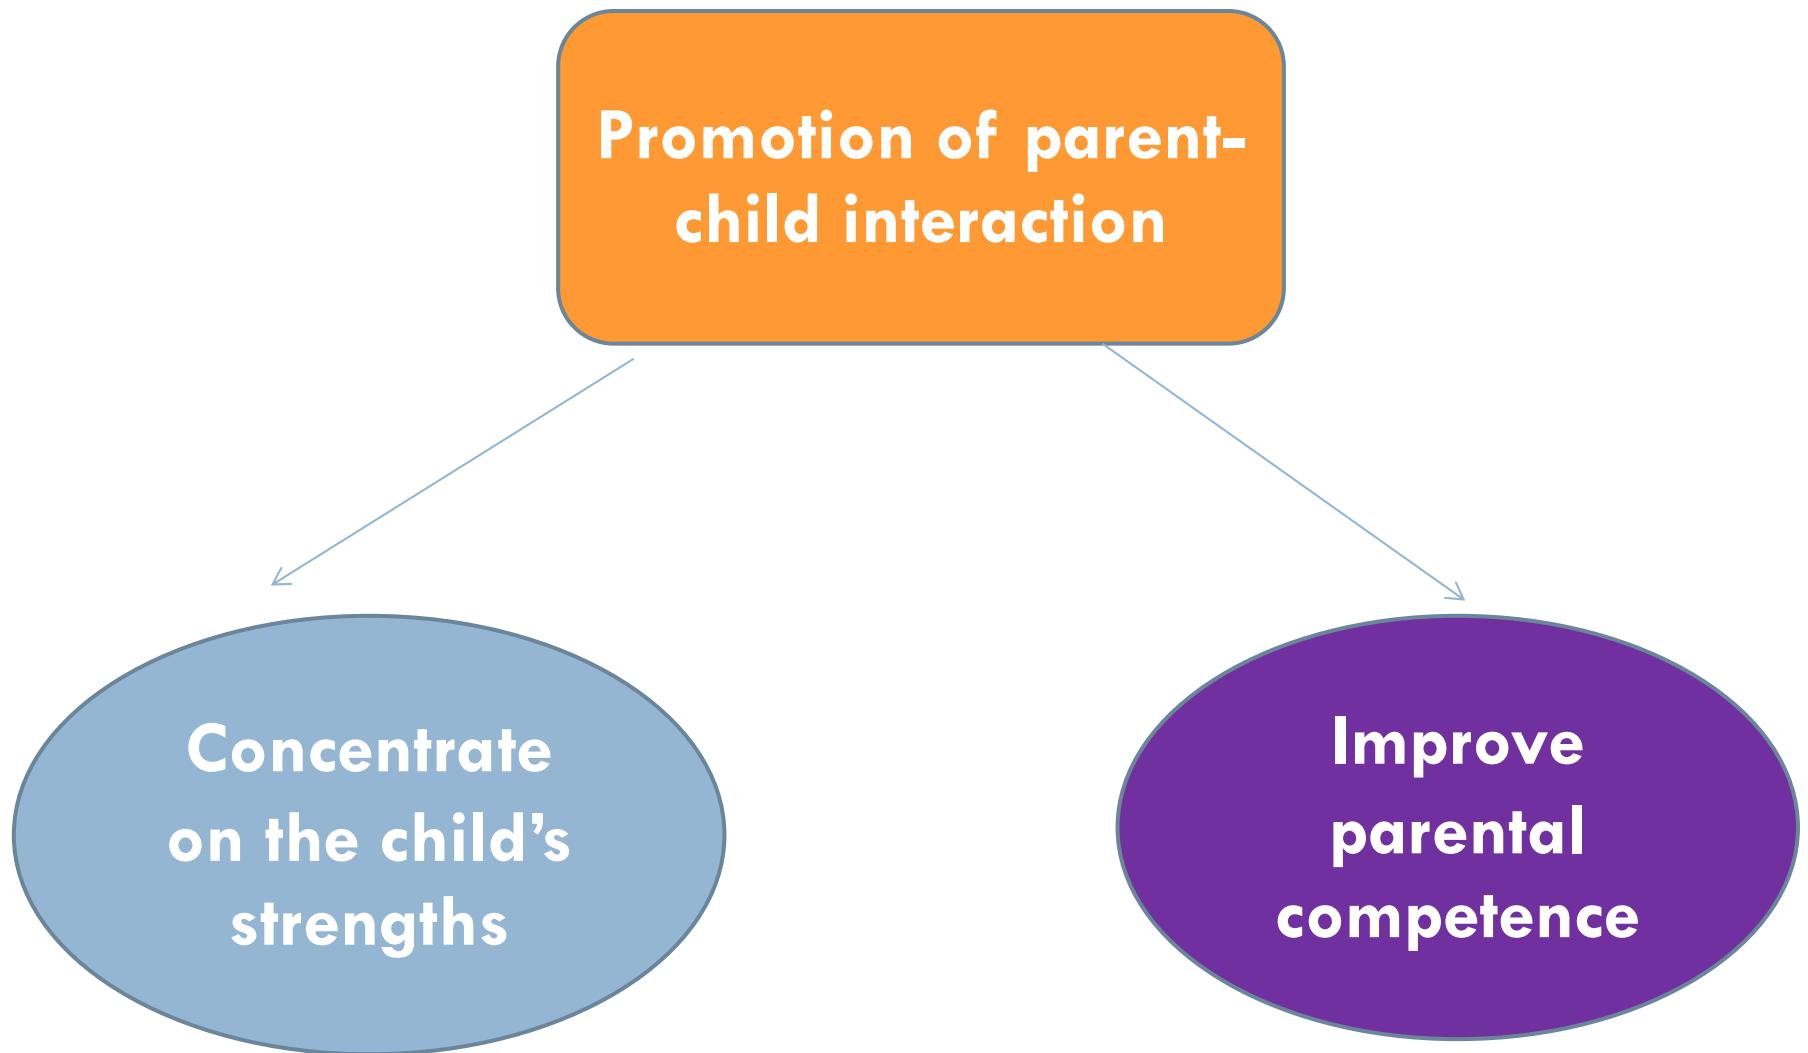 Promotion of parent-
child interaction
Concentrate
on the child’s
strengths
Improve
parental
competence